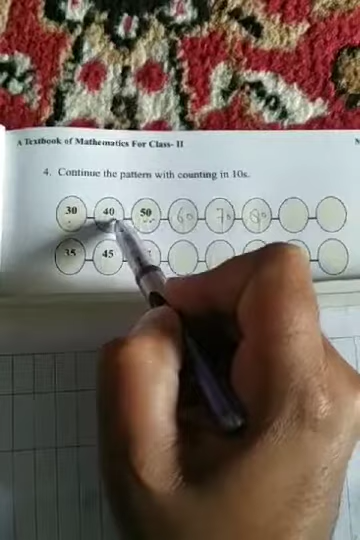 A Textbook of Mathematics For Class- II
4. Continue the pattern with counting in 10s.
30 40 50 60 70 80
35 45